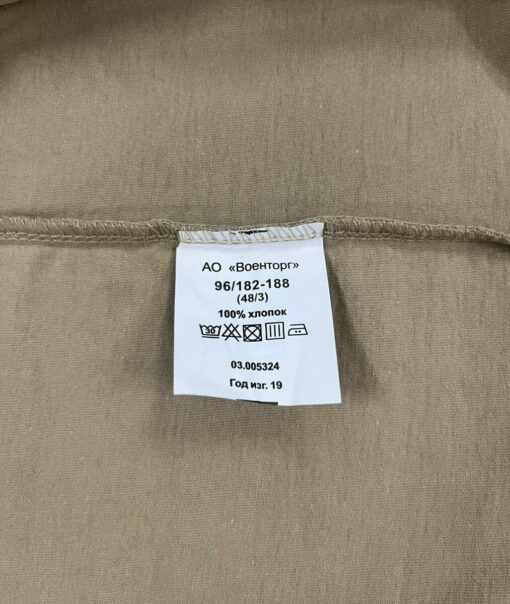 АО «Военторг»
96/182-188
(48/3)
100% хлопок
03.005324
Год изг. 19